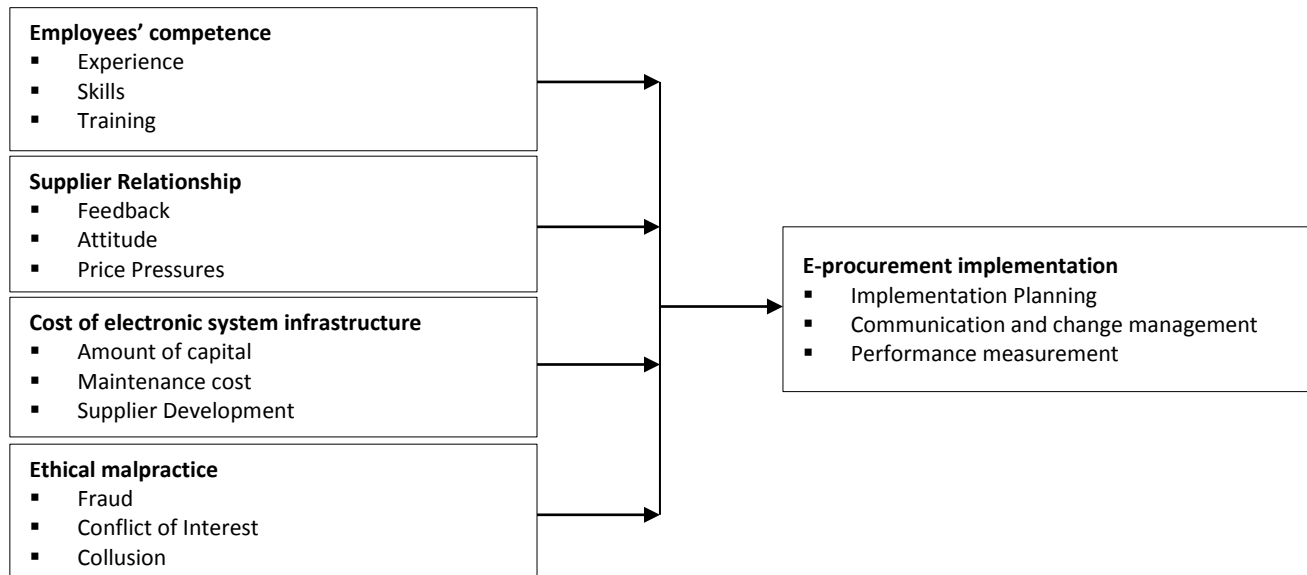 Employees’ competence
▪ Experience
▪ Skills
▪ Training
Supplier Relationship
▪ Feedback
▪ Attitude
▪ Price Pressures
Cost of electronic system infrastructure
▪ Amount of capital
▪ Maintenance cost
▪ Supplier Development
Ethical malpractice
▪ Fraud
▪ Conflict of Interest
▪ Collusion
E-procurement implementation
▪ Implementation Planning
▪ Communication and change management
▪ Performance measurement